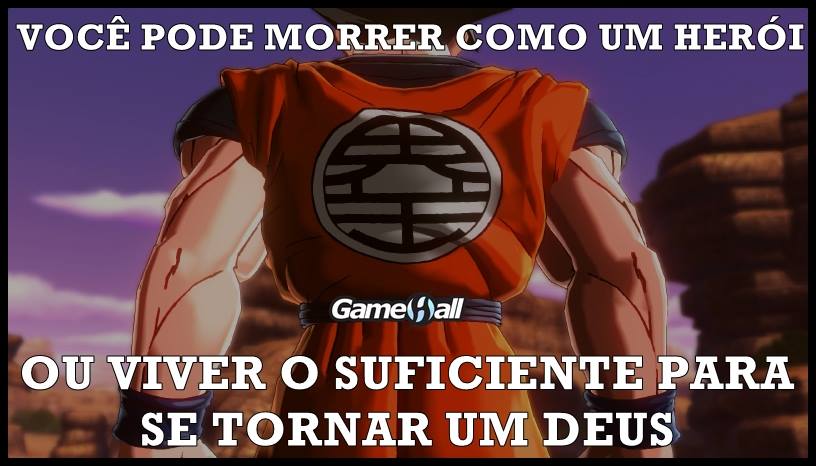 VOCÊ PODE MORRER COMO UM HERÓI
GameHall
OU VIVER O SUFICIENTE PARA
SE TORNAR UM DEUS